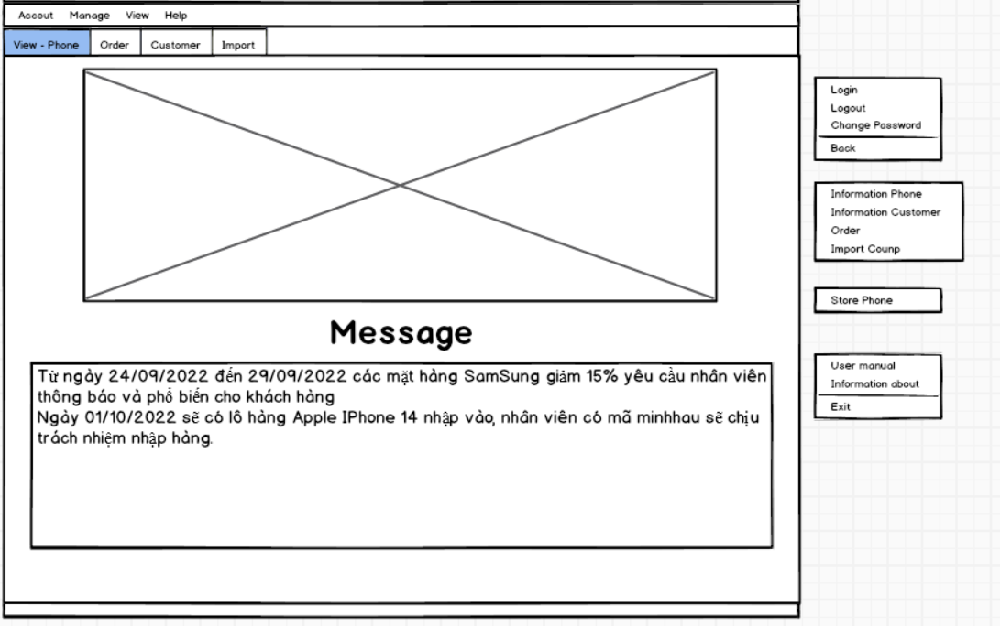 Accout Manage View Help
View - Phone Order Customer Import
Message
Từ ngày 24/09/2022 đến 29/09/2022 các mặt hàng SamSung giảm 15% yêu cầu nhân viên
thông báo và phổ biến cho khách hàng
Ngày 01/10/2022 sẽ có lô hàng Apple IPhone 14 nhập vào, nhân viên có mã minhhau sẽ chịu
trách nhiệm nhập hàng.
Login
Logout
Change Password
Back
Information Phone
Information Customer
Order
Import Counp
Store Phone
User manual
Information about
Exit